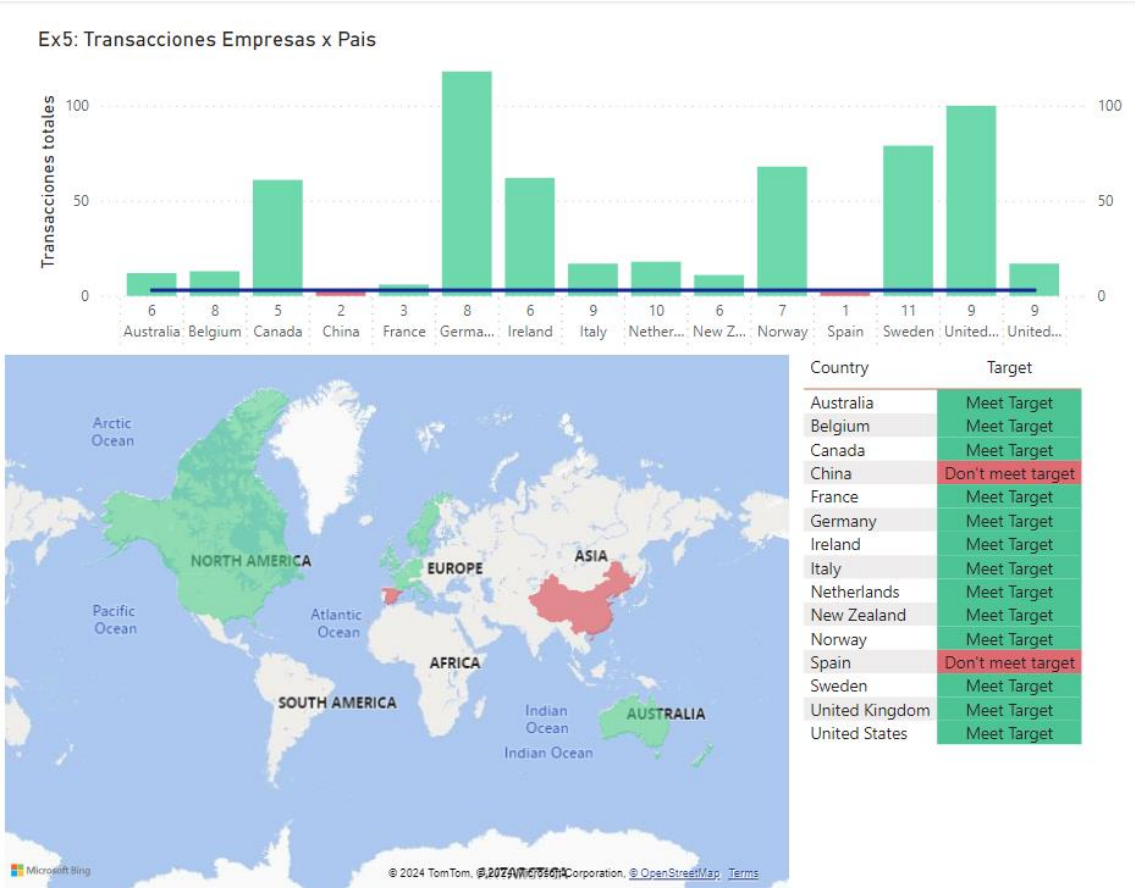 Ex5: Transacciones Empresas x Pais
Transacciones totales
100 100
50 50
0 0
6 8 5 2 3 8 6 9 10 6 7 1 11 9 9
Australia Belgium Canada China France Germa... Ireland Italy Nether... New Z... Norway Spain Sweden United... United...
Arctic
Ocean
NORTH AMERICA
EUROPE
ASIA
Pacific
Ocean
Atlantic
Ocean
AFRICA
SOUTH AMERICA
Indian
Ocean
AUSTRALIA
Indian Ocean
Microsoft Bing
© 2024 TomTom, © 2024 Microsoft Corporation, © OpenStreetMap Terms
Country Target
Australia Meet Target
Belgium Meet Target
Canada Meet Target
China Don't meet target
France Meet Target
Germany Meet Target
Ireland Meet Target
Italy Meet Target
Netherlands Meet Target
New Zealand Meet Target
Norway Meet Target
Spain Don't meet target
Sweden Meet Target
United Kingdom Meet Target
United States Meet Target